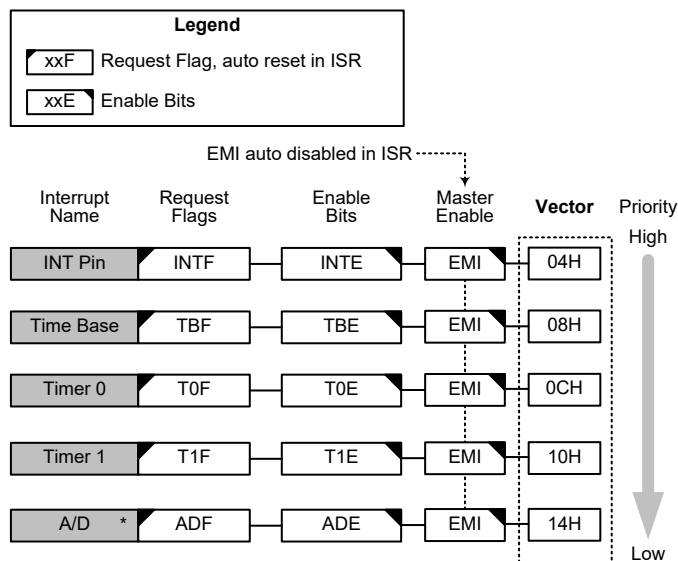 Legend
xxF Request Flag, auto reset in ISR
xxE Enable Bits
EMI auto disabled in ISR
Interrupt Name Request Flags Enable Bits Master Enable Vector Priority
High
INT Pin INTF INTE EMI 04H
Time Base TBF TBE EMI 08H
Timer 0 T0F T0E EMI 0CH
Timer 1 T1F T1E EMI 10H
A/D * ADF ADE EMI 14H
Low